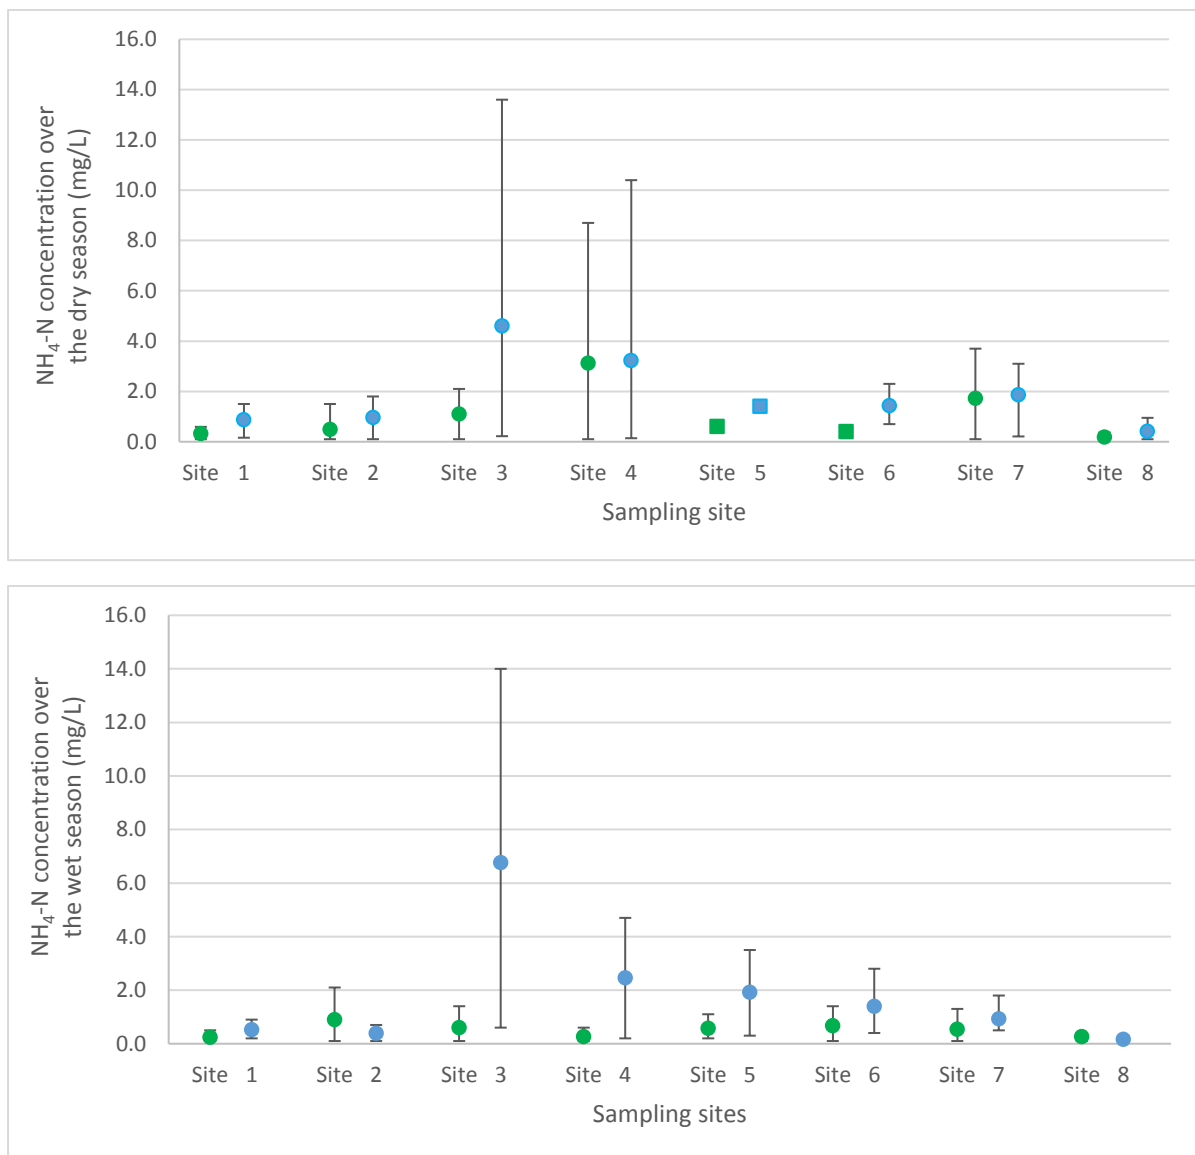 16.0
14.0
12.0
10.0
8.0
6.0
4.0
2.0
0.0
NH₄-N concentration over
the dry season (mg/L)
Site 1 Site 2 Site 3 Site 4 Site 5 Site 6 Site 7 Site 8
Sampling site
16.0
14.0
12.0
10.0
8.0
6.0
4.0
2.0
0.0
NH₄-N concentration over
the wet season (mg/L)
Site 1 Site 2 Site 3 Site 4 Site 5 Site 6 Site 7 Site 8
Sampling sites